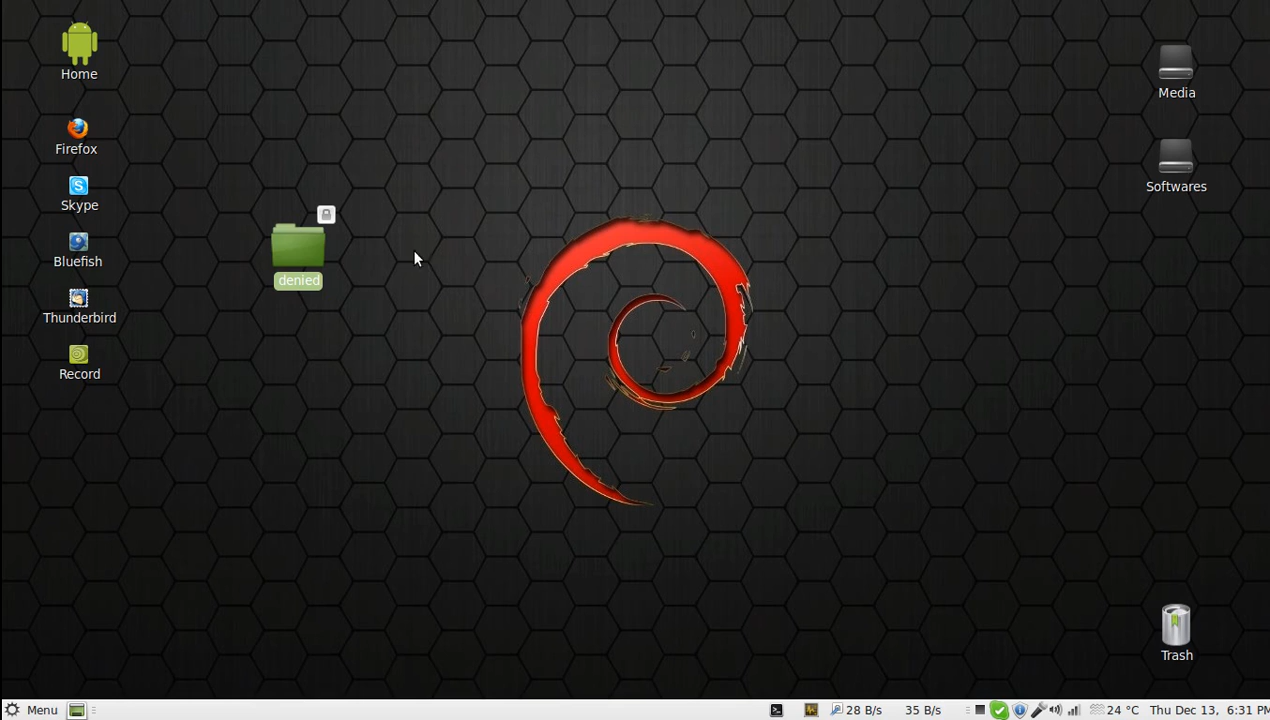 Home
Firefox
Skype
Bluefish
Thunderbird
Record
denied
Media
Softwares
Trash
Menu
28 B/s 35 B/s 24 °C Thu Dec 13, 6:31 PM